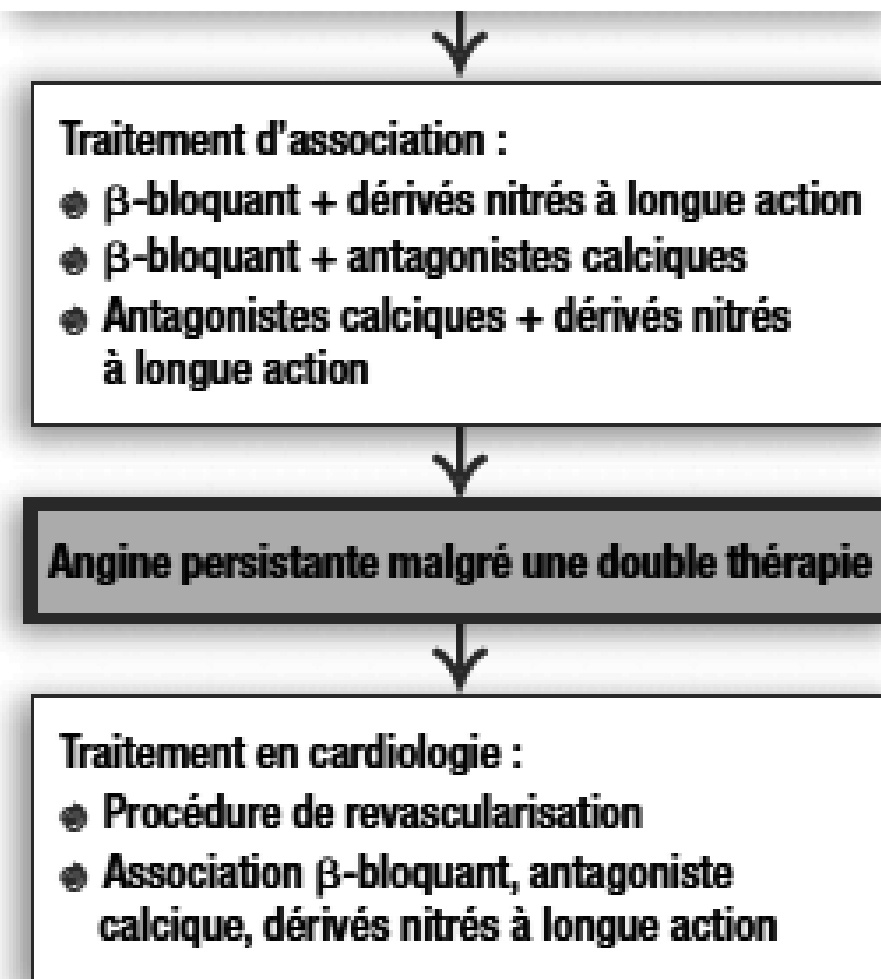 Traitement d'association :
β-bloquant + dérivés nitrés à longue action
β-bloquant + antagonistes calciques
Antagonistes calciques + dérivés nitrés
à longue action
Angine persistante malgré une double thérapie
Traitement en cardiologie :
Procédure de revascularisation
Association β-bloquant, antagoniste
calcique, dérivés nitrés à longue action